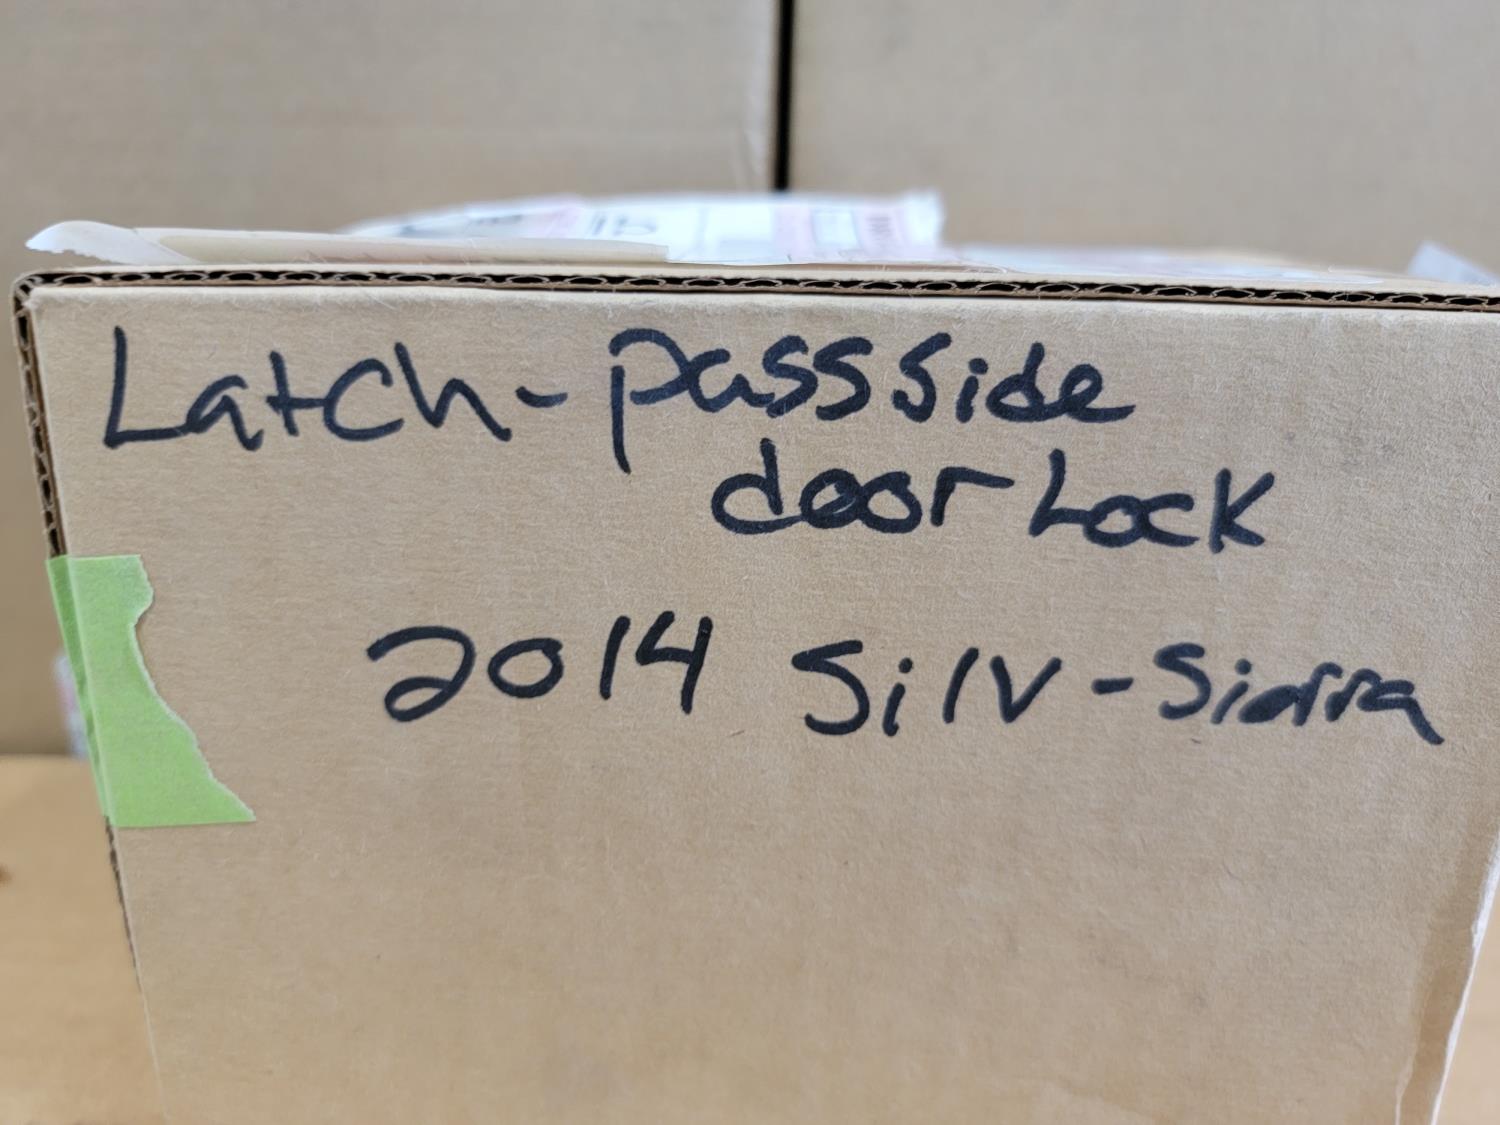 Latch - pass side
door Lock
2014 Silv - Sierra